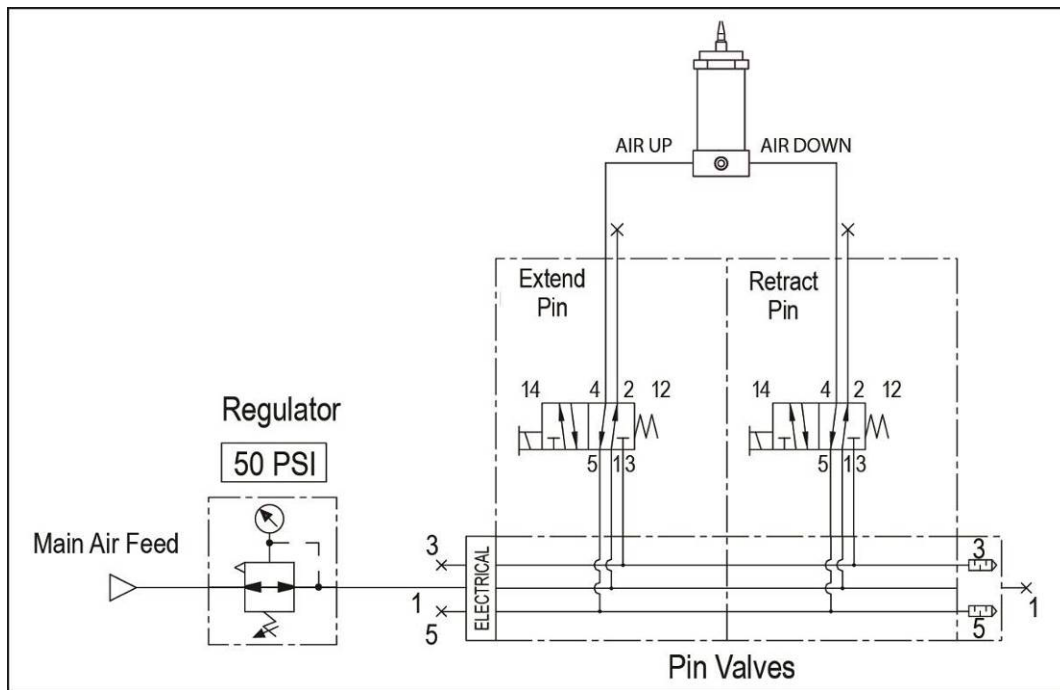 AIR UP
AIR DOWN
Extend
Pin
Retract
Pin
14 4 2 12
14 4 2 12
5 1 3
5 1 3
Regulator
50 PSI
Main Air Feed
3
1
5
ELECTRICAL
3
5
1
Pin Valves